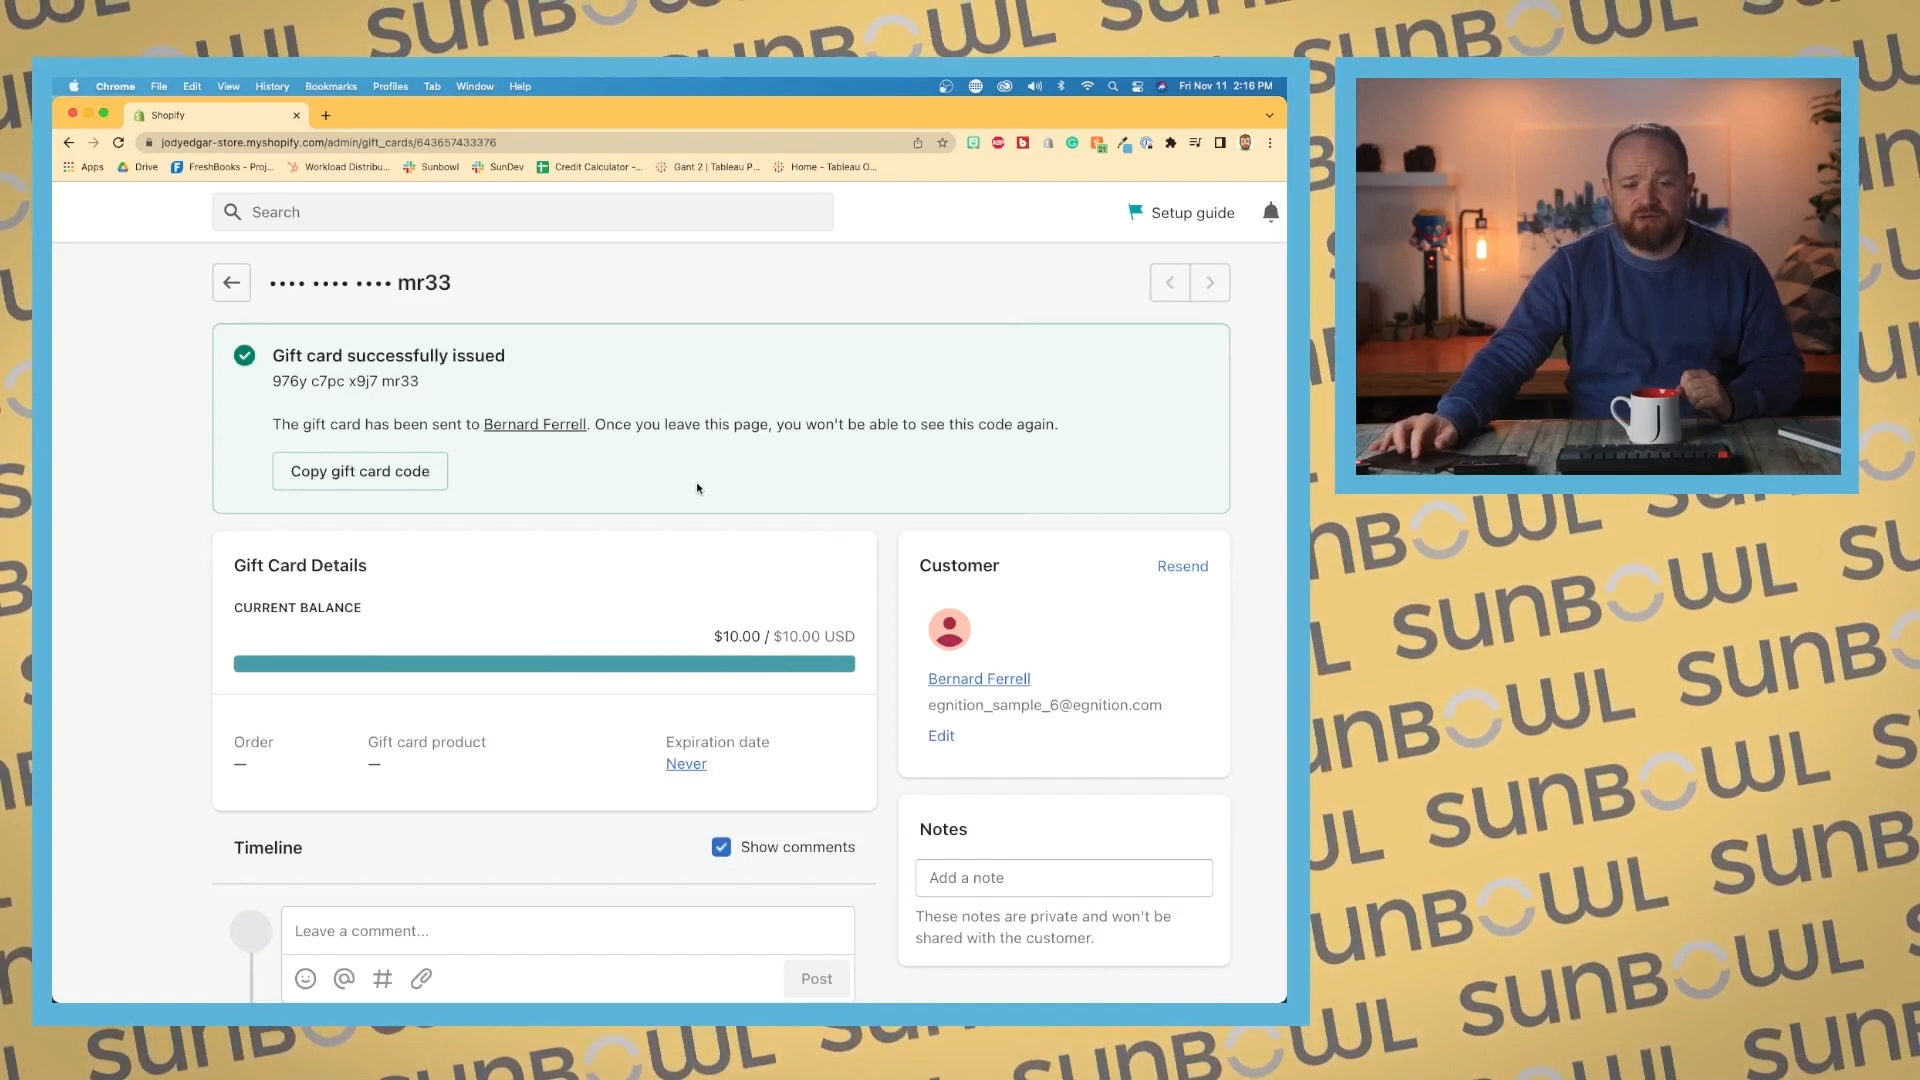 Chrome File Edit View History Bookmarks Profiles Tab Window Help
Fri Nov 11 2:16 PM
Shopify
jodyedgar-store.myshopify.com/admin/gift_cards/643657433376
Apps Drive FreshBooks - Proj... Workload Distribu... Sunbowl SunDev Credit Calculator -... Gant 2 | Tableau P... Home - Tableau O...
Search
Setup guide
•••• •••• •••• mr33
Gift card successfully issued
976y c7pc x9j7 mr33
The gift card has been sent to Bernard Ferrell. Once you leave this page, you won't be able to see this code again.
Copy gift card code
Gift Card Details
CURRENT BALANCE
$10.00 / $10.00 USD
Order
—
Gift card product
—
Expiration date
Never
Timeline
Show comments
Leave a comment...
Post
Customer
Resend
Bernard Ferrell
egnition_sample_6@egnition.com
Edit
Notes
Add a note
These notes are private and won't be
shared with the customer.
SUNBOWL